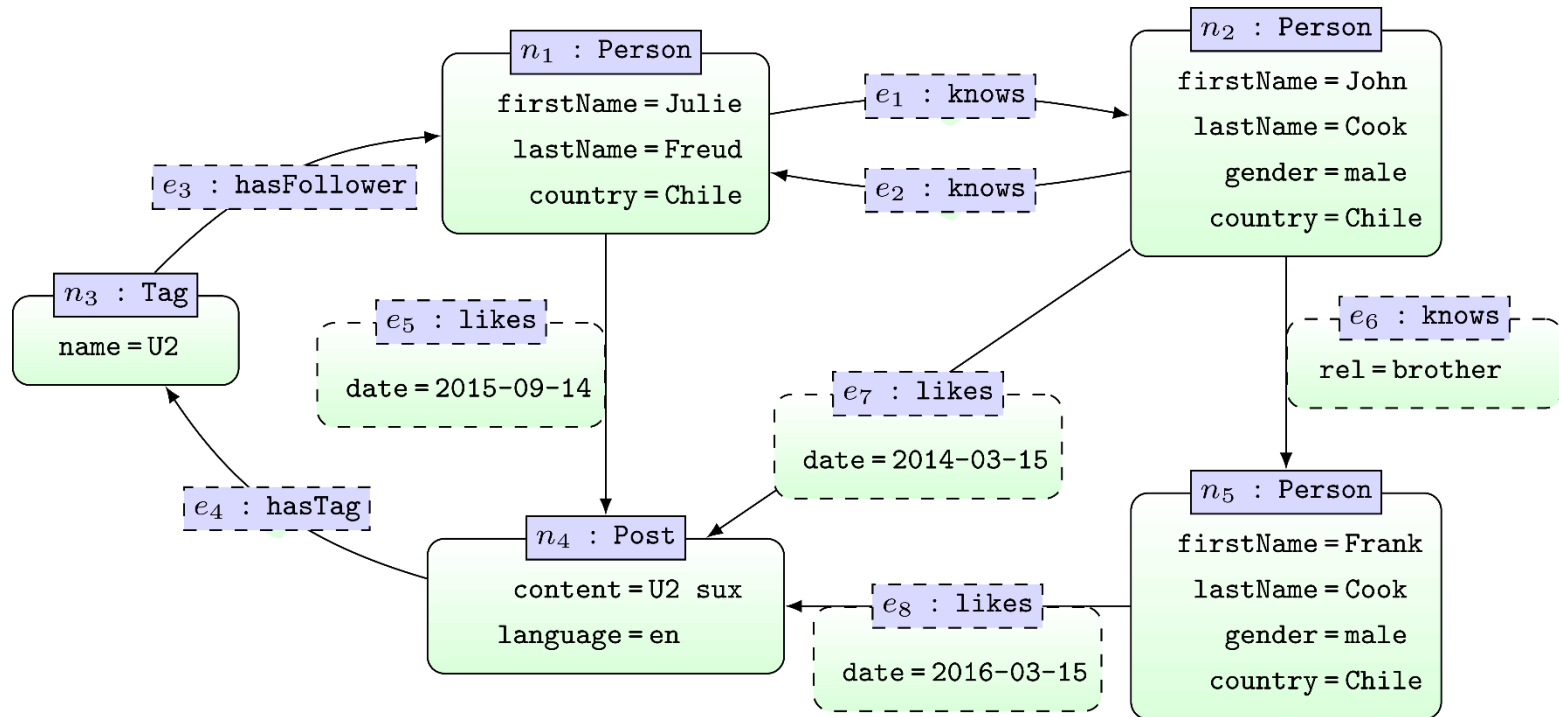 n₁ : Person
firstName = Julie
lastName = Freud
country = Chile
e₁ : knows
e₂ : knows
n₂ : Person
firstName = John
lastName = Cook
gender = male
country = Chile
e₃ : hasFollower
n₃ : Tag
name = U2
e₅ : likes
date = 2015-09-14
e₇ : likes
date = 2014-03-15
e₆ : knows
rel = brother
e₄ : hasTag
n₄ : Post
content = U2 sux
language = en
e₈ : likes
date = 2016-03-15
n₅ : Person
firstName = Frank
lastName = Cook
gender = male
country = Chile